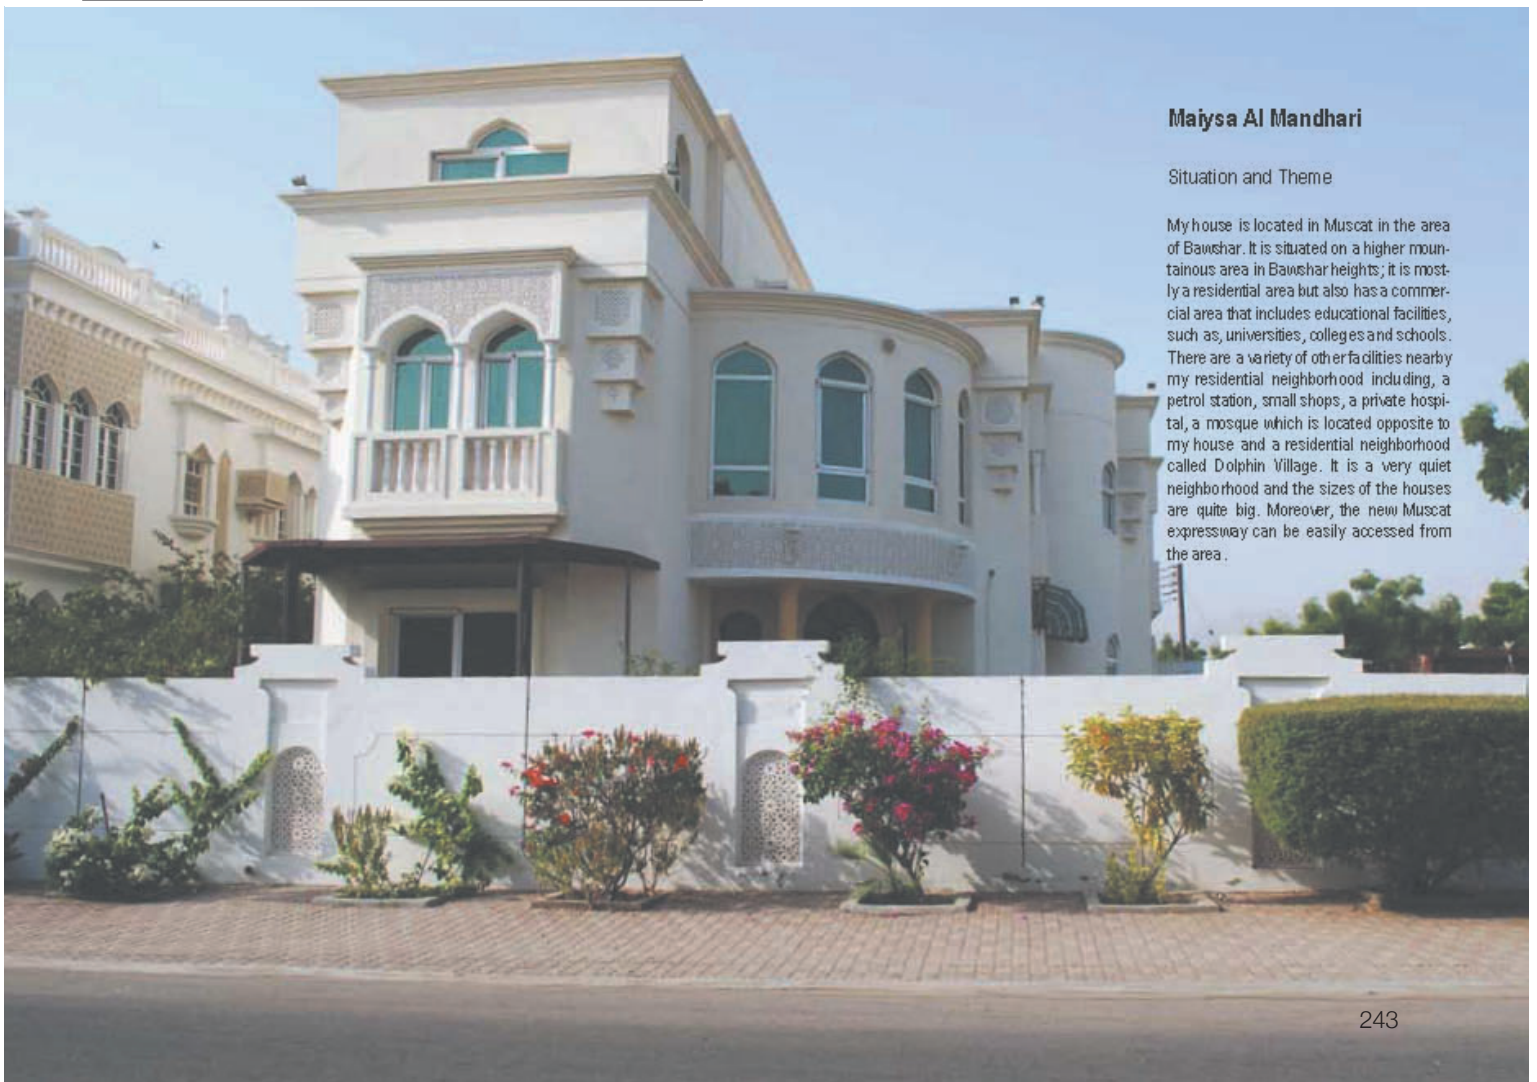 Maiysa Al Mandhari
Situation and Theme
My house is located in Muscat in the area
of Bawshar. It is situated on a higher moun-
tainous area in Bawshar heights; it is most-
ly a residential area but also has a commer-
cial area that includes educational facilities,
such as, universities, colleges and schools.
There are a variety of other facilities nearby
my residential neighborhood including, a
petrol station, small shops, a private hospi-
tal, a mosque which is located opposite to
my house and a residential neighborhood
called Dolphin Village. It is a very quiet
neighborhood and the sizes of the houses
are quite big. Moreover, the new Muscat
expressway can be easily accessed from
the area.
243